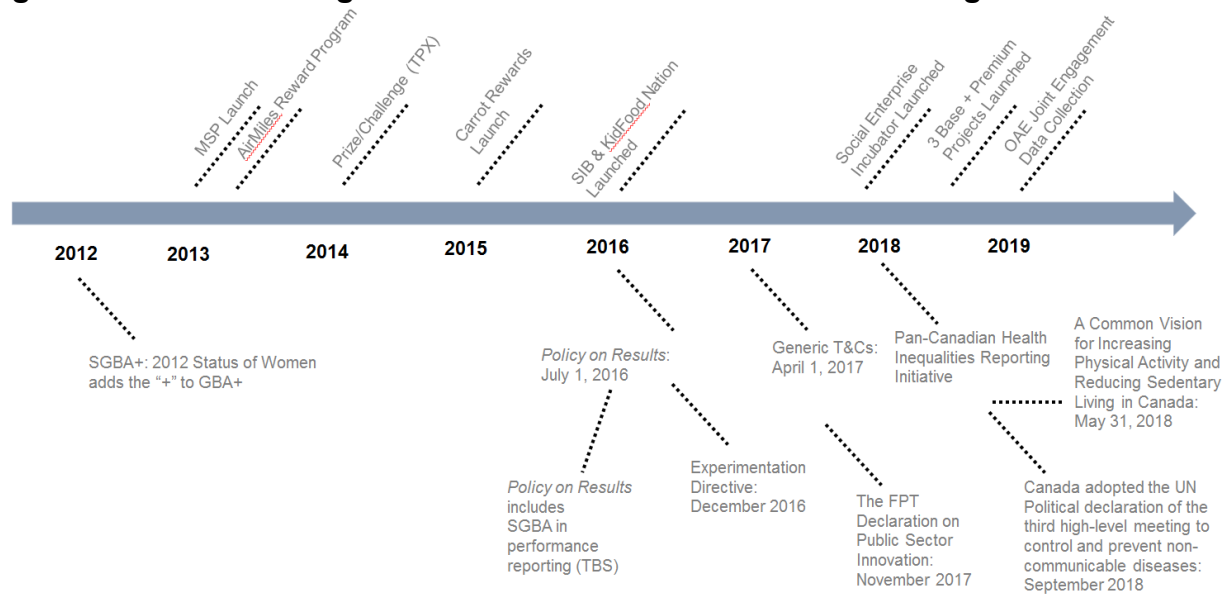 MSP Launch
AirMiles Reward Program
Prize/Challenge (TPX)
Carrot Rewards
Launch
SIB & KidFood Nation
Launched
Social Enterprise
Incubator Launched
3 Base + Premium
Projects Launched
OAE Joint Engagement
Data Collection
2012
2013
2014
2015
2016
2017
2018
2019
SGBA+: 2012 Status of Women
adds the “+” to GBA+
Policy on Results:
July 1, 2016
Policy on Results
includes
SGBA in
performance
reporting (TBS)
Experimentation
Directive:
December 2016
Generic T&Cs:
April 1, 2017
The FPT
Declaration on
Public Sector
Innovation:
November 2017
Pan-Canadian Health
Inequalities Reporting
Initiative
A Common Vision
for Increasing
Physical Activity and
Reducing Sedentary
Living in Canada:
May 31, 2018
Canada adopted the UN
Political declaration of the
third high-level meeting to
control and prevent non-
communicable diseases:
September 2018